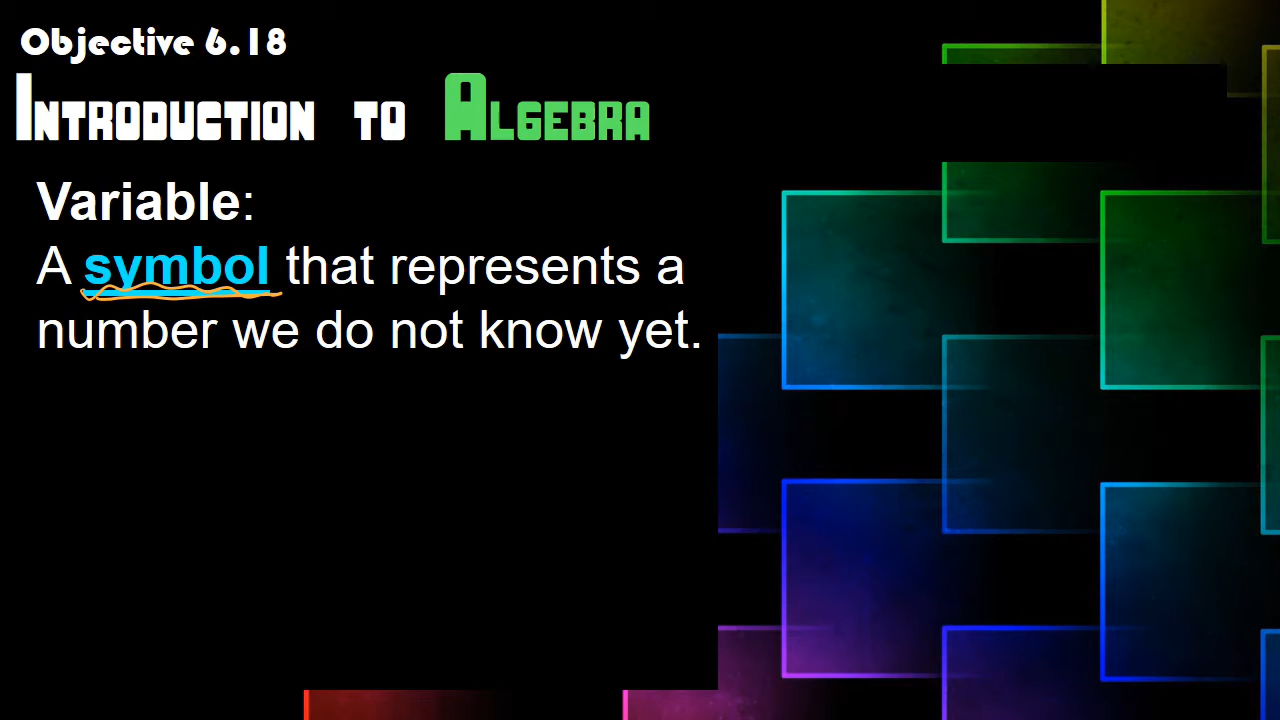 Objective 6.18
Introduction to Algebra
Variable:
A symbol that represents a
number we do not know yet.